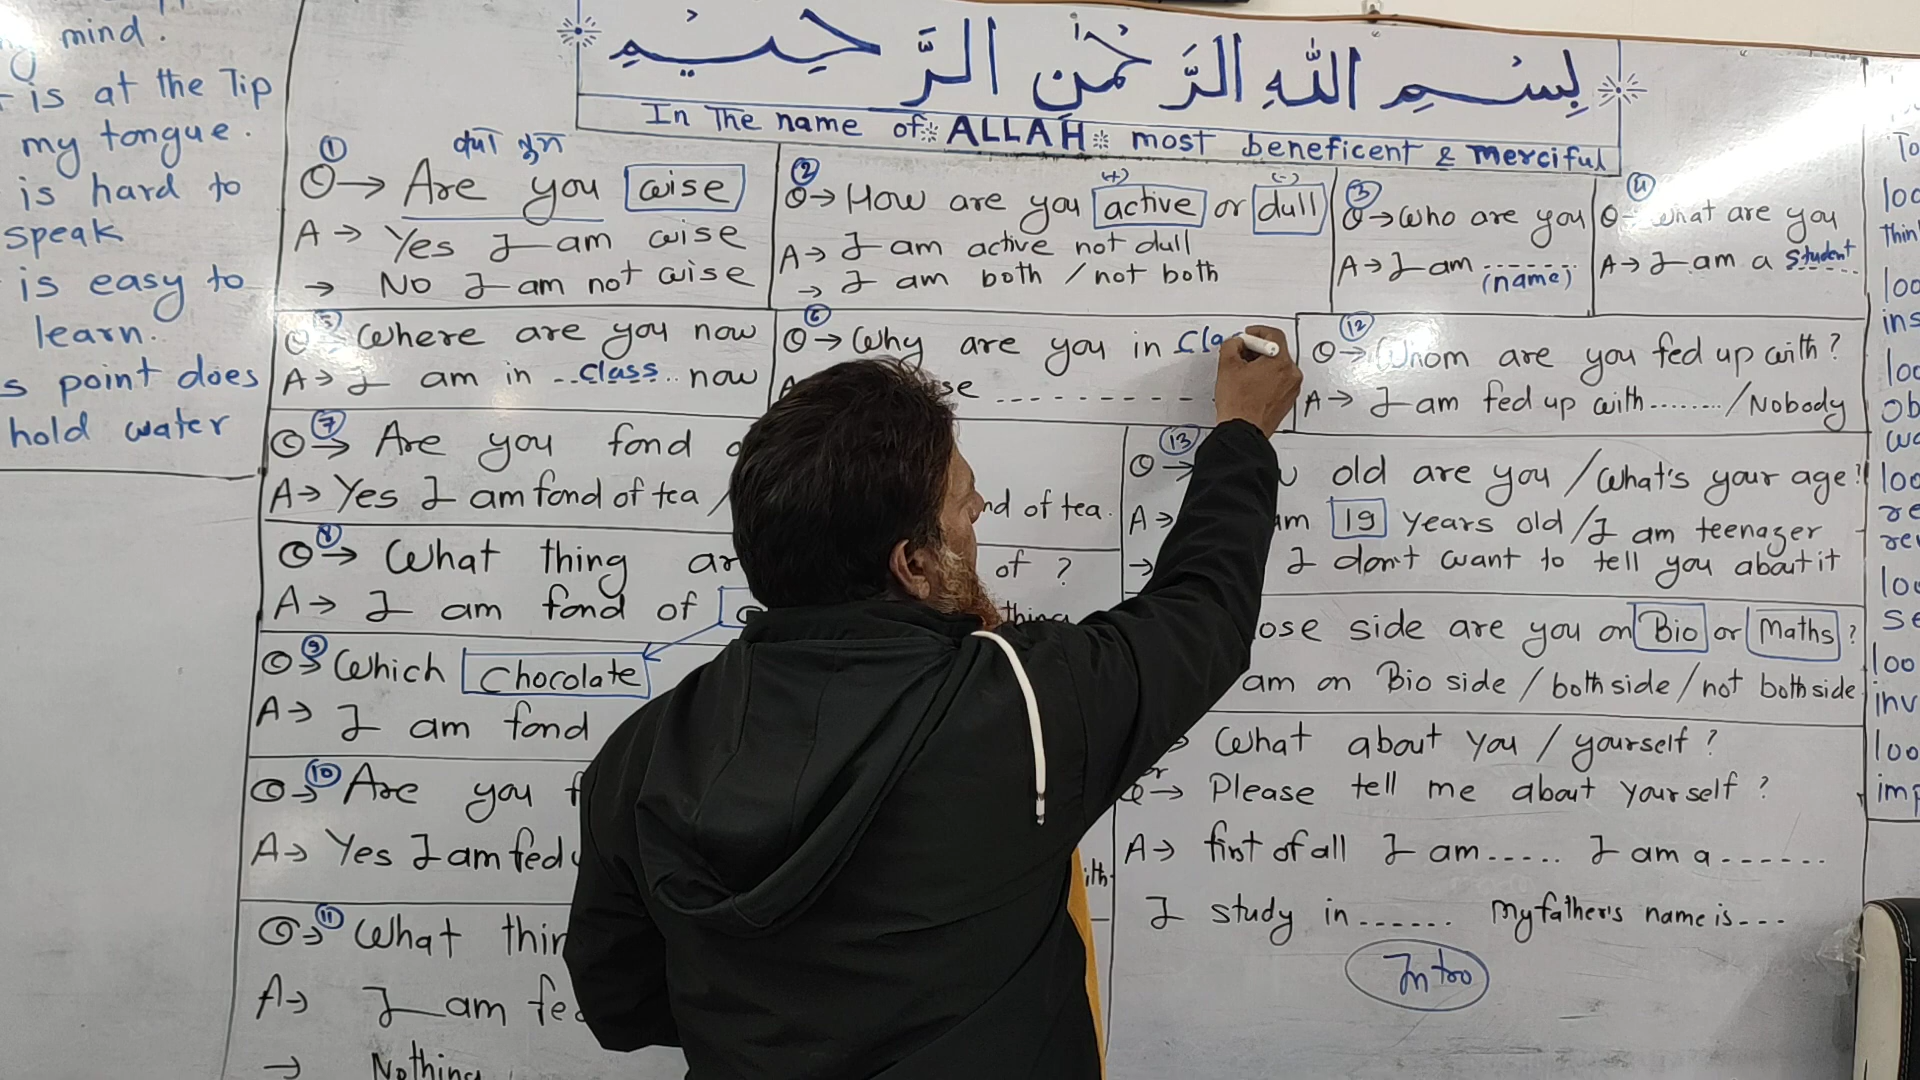 mind.
is at the Tip
my tongue.
is hard to
speak
is easy to
learn.
point does
hold water
بِسْمِ اللّٰهِ الرَّحْمٰنِ الرَّحِيْمِ
In The name of ALLAH most beneficent & merciful
①
क्या तुम
Q→ Are you wise
A→ Yes I am wise
→ No I am not wise
②
(+) (-)
Q→ How are you active or dull
A→ I am active not dull
→ I am both / not both
③
Q→ who are you
A→ I am -------
(name)
④
Q→ what are you
A→ I am a student
⑤
Q→ Where are you now
A→ I am in ..class.. now
⑥
Q→ Why are you in Cla
⑫
Q→ Whom are you fed up with?
A→ I am fed up with......../Nobody
⑦
Q→ Are you fond
A→ Yes I am fond of tea /
of tea.
⑬
Q→ old are you / What's your age?
A→ am 19 years old / I am teenager
→ I don't want to tell you about it
⑧
Q→ What thing of ?
A→ I am fond of
side are you on Bio or Maths ?
am on Bio side / both side / not both side
⑨
Q→ Which Chocolate
A→ I am fond
What about you / yourself ?
or
Q→ Please tell me about yourself ?
A→ first of all I am..... I am a ------
I study in ....... My father's name is ---
Intro
⑩
Q→ Are you
A→ Yes I am fed
⑪
Q→ What
A→ I am
→ Nothing